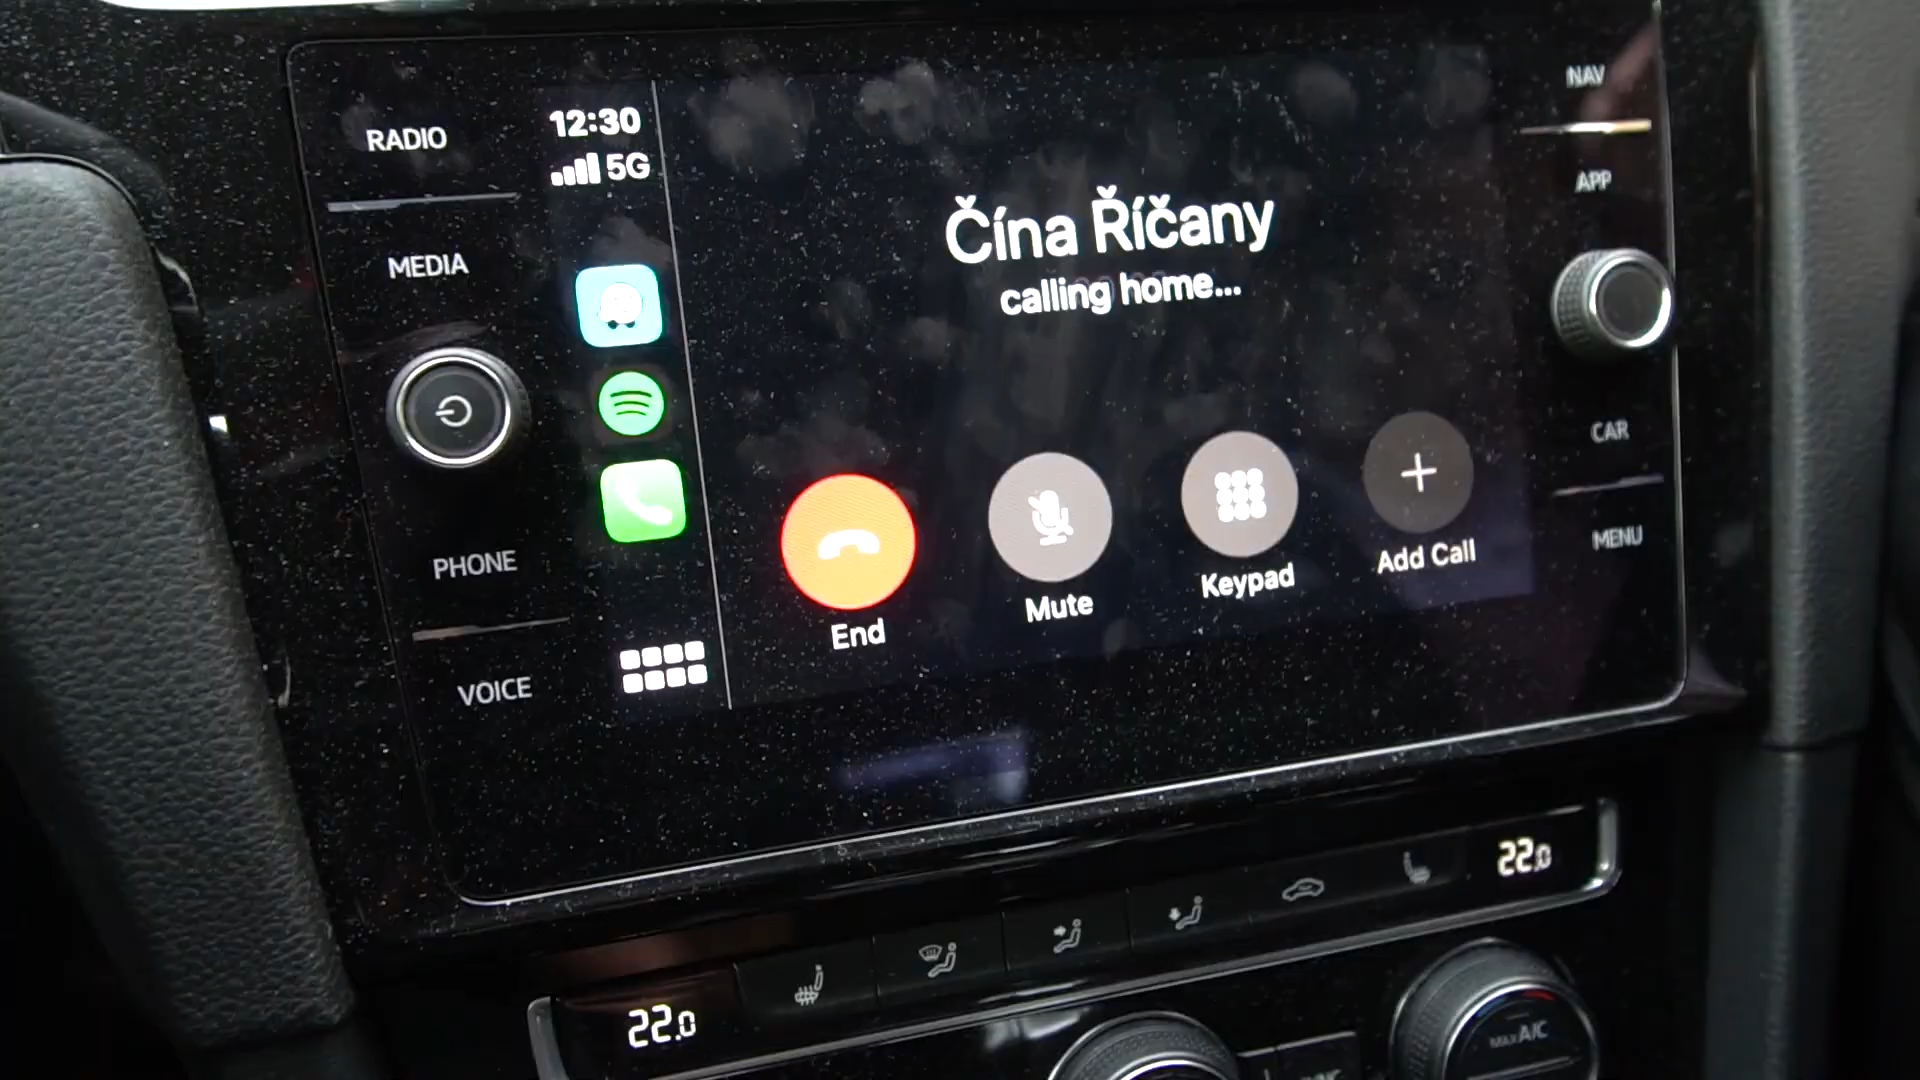 RADIO
MEDIA
PHONE
VOICE
12:30
5G
Čína Říčany
calling home...
End
Mute
Keypad
Add Call
NAV
APP
CAR
MENU
22.0
22.0
MAX A/C